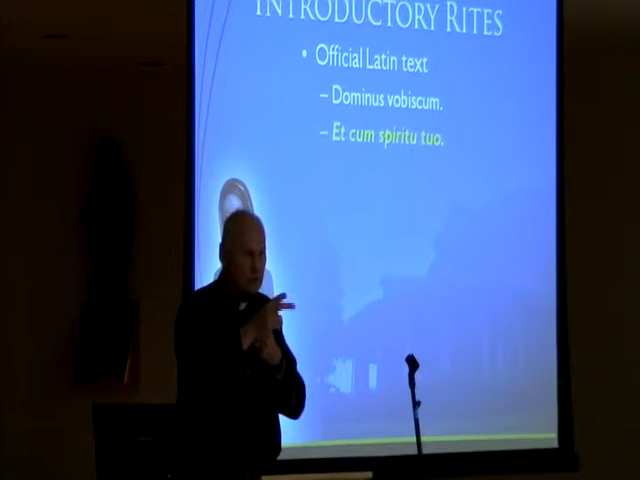 INTRODUCTORY RITES
• Official Latin text
– Dominus vobiscum.
– Et cum spiritu tuo.